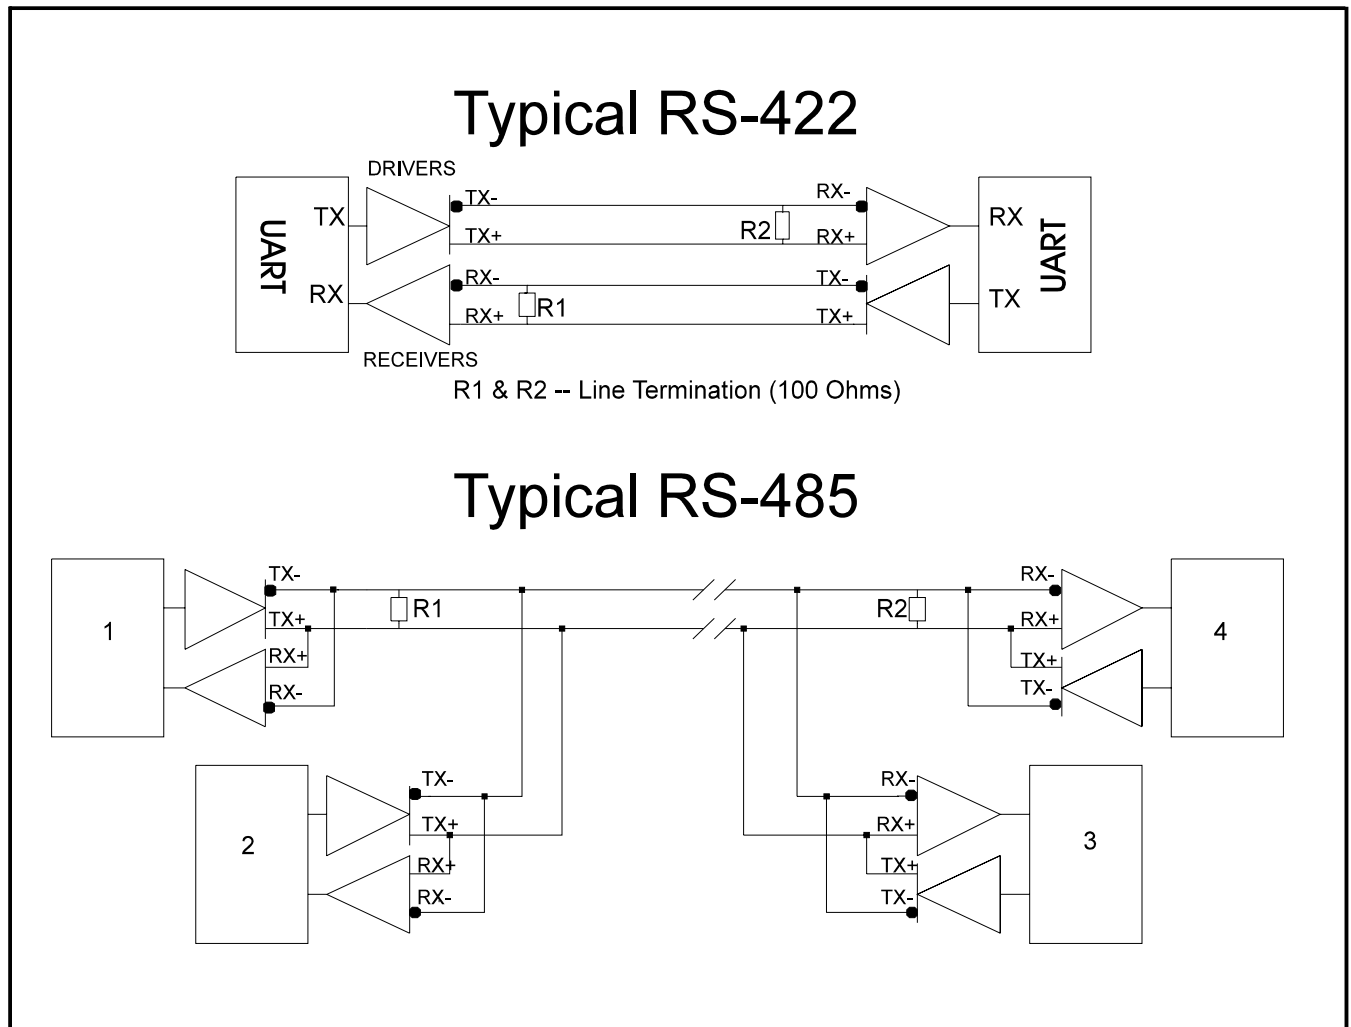 Typical RS-422
DRIVERS
UART
TX
RX
TX-
TX+
RX-
RX+
R1
R2
RX-
RX+
TX-
TX+
RX
TX
UART
RECEIVERS
R1 & R2 -- Line Termination (100 Ohms)
Typical RS-485
1
TX-
TX+
RX+
RX-
R1
R2
RX-
RX+
TX+
TX-
4
2
TX-
TX+
RX+
RX-
RX-
RX+
TX+
TX-
3